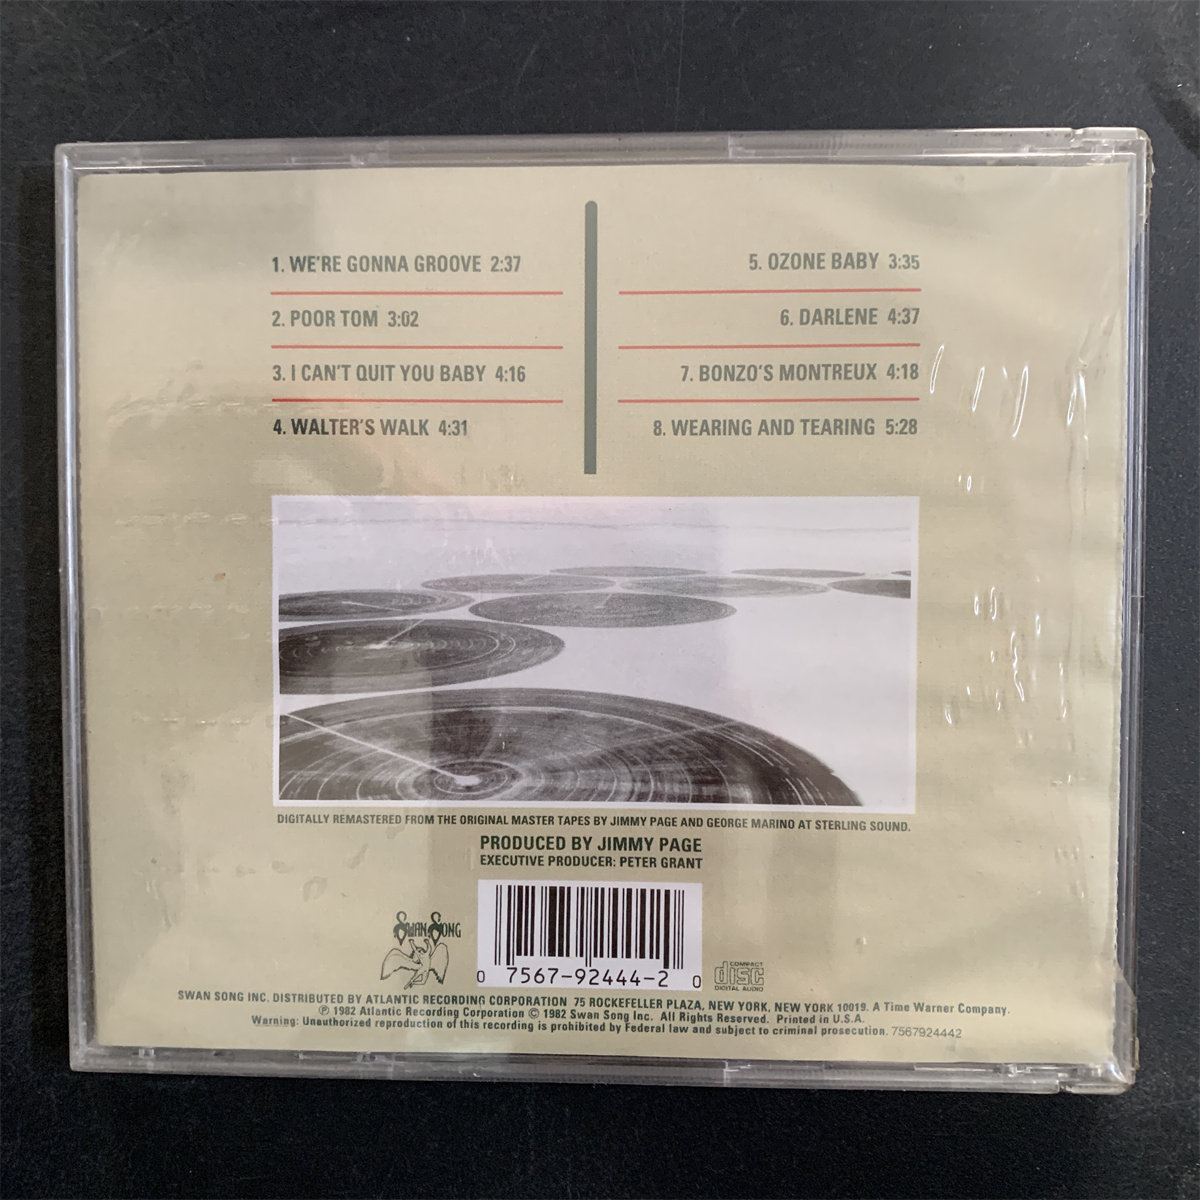 1. WE'RE GONNA GROOVE 2:37
2. POOR TOM 3:02
3. I CAN'T QUIT YOU BABY 4:16
4. WALTER'S WALK 4:31
5. OZONE BABY 3:35
6. DARLENE 4:37
7. BONZO'S MONTREUX 4:18
8. WEARING AND TEARING 5:28
DIGITALLY REMASTERED FROM THE ORIGINAL MASTER TAPES BY JIMMY PAGE AND GEORGE MARINO AT STERLING SOUND.
PRODUCED BY JIMMY PAGE
EXECUTIVE PRODUCER: PETER GRANT
SWAN SONG
0 7567-92444-2 0
COMPACT
disc
DIGITAL AUDIO
SWAN SONG INC. DISTRIBUTED BY ATLANTIC RECORDING CORPORATION 75 ROCKEFELLER PLAZA, NEW YORK, NEW YORK 10019. A Time Warner Company.
℗ 1982 Atlantic Recording Corporation © 1982 Swan Song Inc. All Rights Reserved. Printed in U.S.A.
Warning: Unauthorized reproduction of this recording is prohibited by Federal law and subject to criminal prosecution. 7567924442